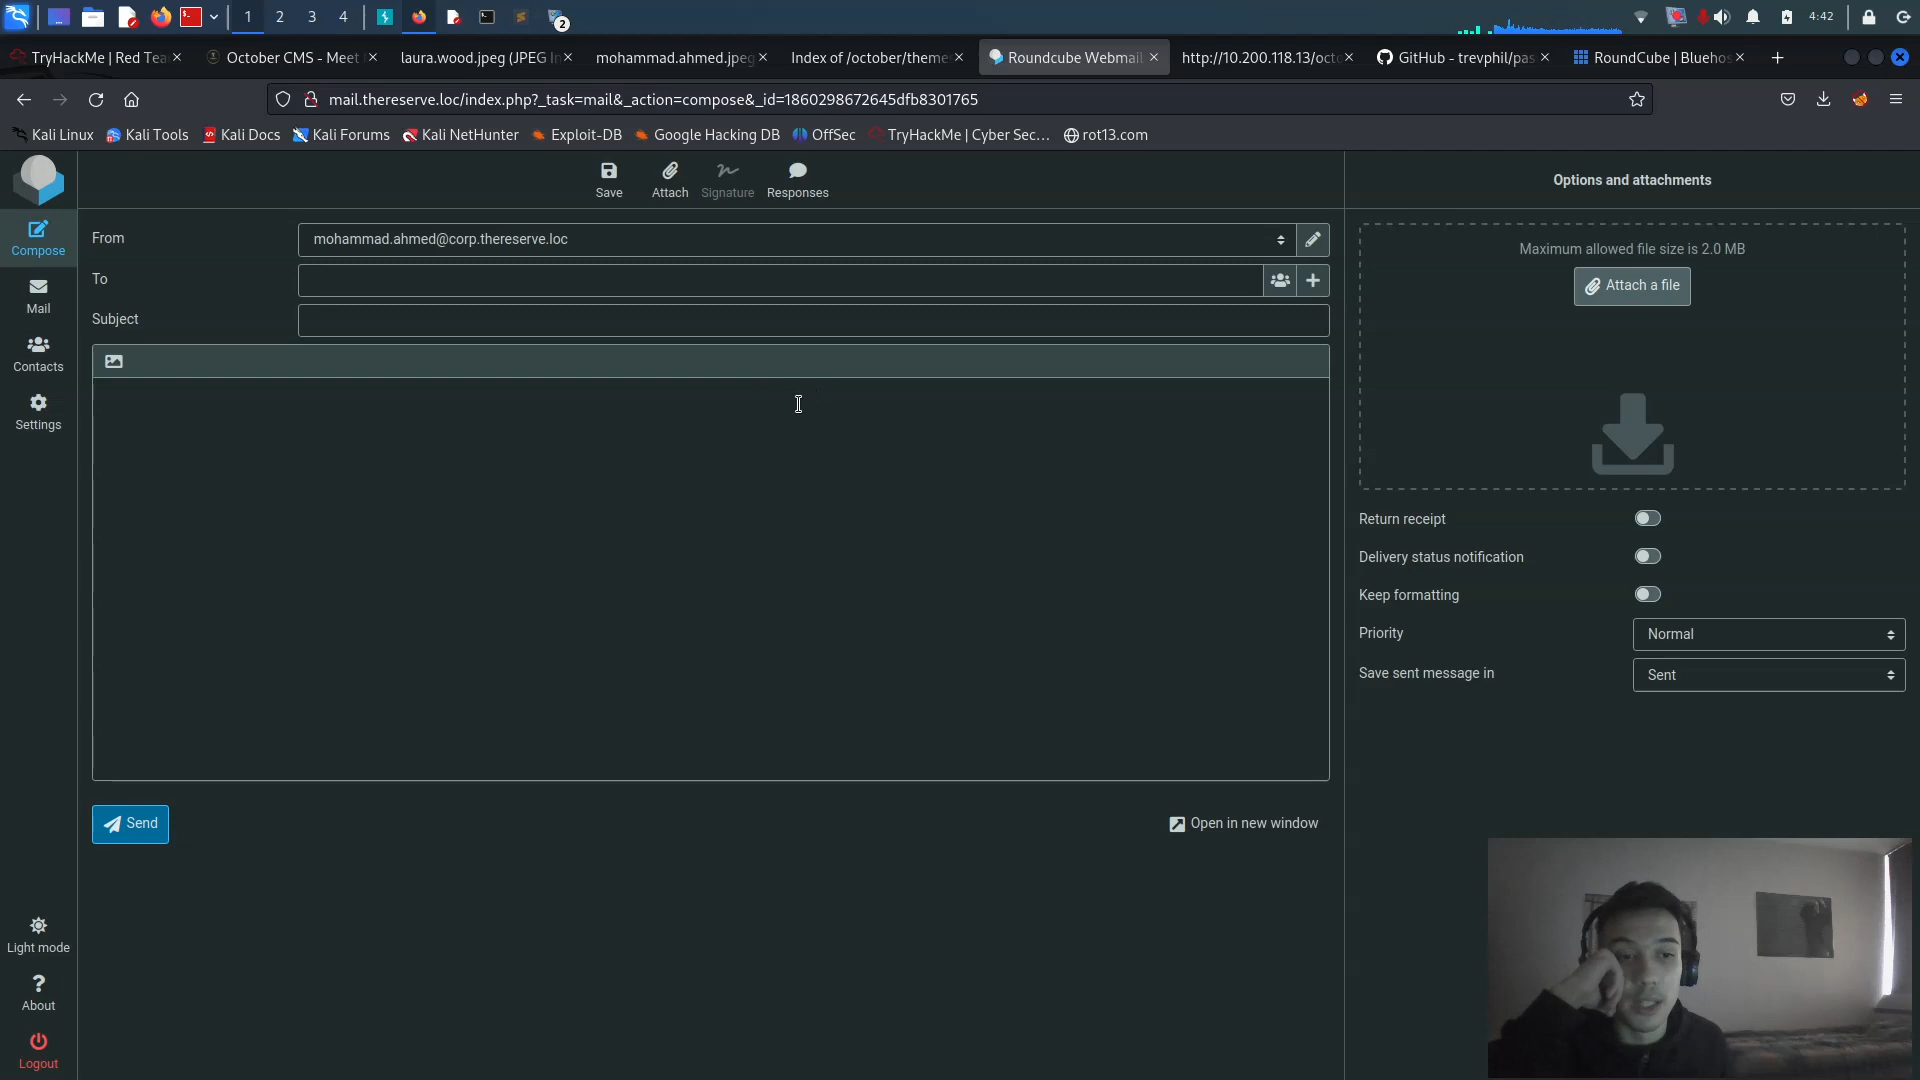 1 2 3 4 2 4:42
TryHackMe | Red Tea
October CMS - Meet
laura.wood.jpeg (JPEG I
mohammad.ahmed.jpeg
Index of /october/theme
Roundcube Webmail
http://10.200.118.13/octo
GitHub - trevphil/pas
RoundCube | Blueho
mail.thereserve.loc/index.php?_task=mail&_action=compose&_id=1860298672645dfb8301765
Kali Linux Kali Tools Kali Docs Kali Forums Kali NetHunter Exploit-DB Google Hacking DB OffSec TryHackMe | Cyber Sec... rot13.com
Save Attach Signature Responses
Options and attachments
Compose
Mail
Contacts
Settings
From
mohammad.ahmed@corp.thereserve.loc
To
Subject
Maximum allowed file size is 2.0 MB
Attach a file
Return receipt
Delivery status notification
Keep formatting
Priority
Normal
Save sent message in
Sent
Send
Open in new window
Light mode
About
Logout